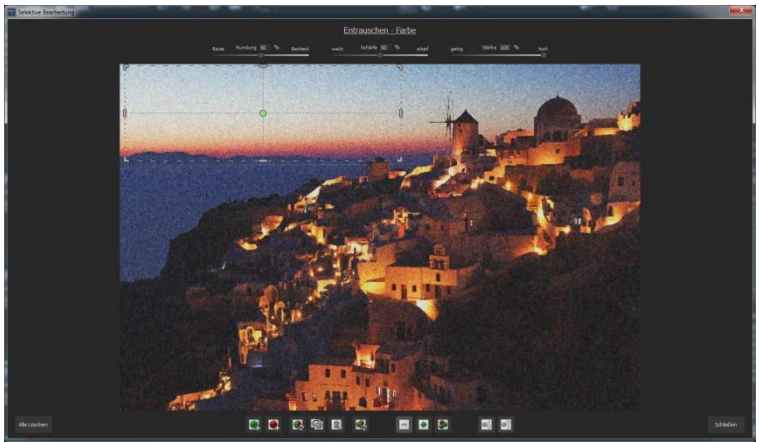 Selektive Bearbeitung
Entrauschen - Farbe
Raute Rundung 50 % Rechteck weich Schärfe 50 % scharf gering Stärke 100 % hoch
Alle Löschen Schließen